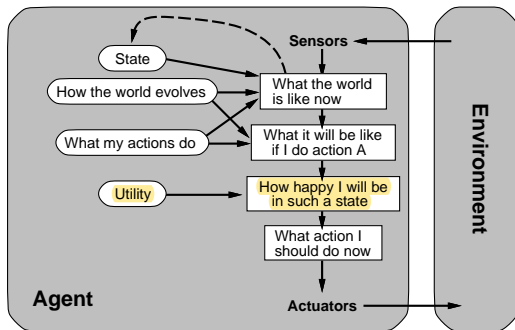 Sensors
State
How the world evolves
What my actions do
Utility
What the world
is like now
What it will be like
if I do action A
How happy I will be
in such a state
What action I
should do now
Agent
Actuators
Environment